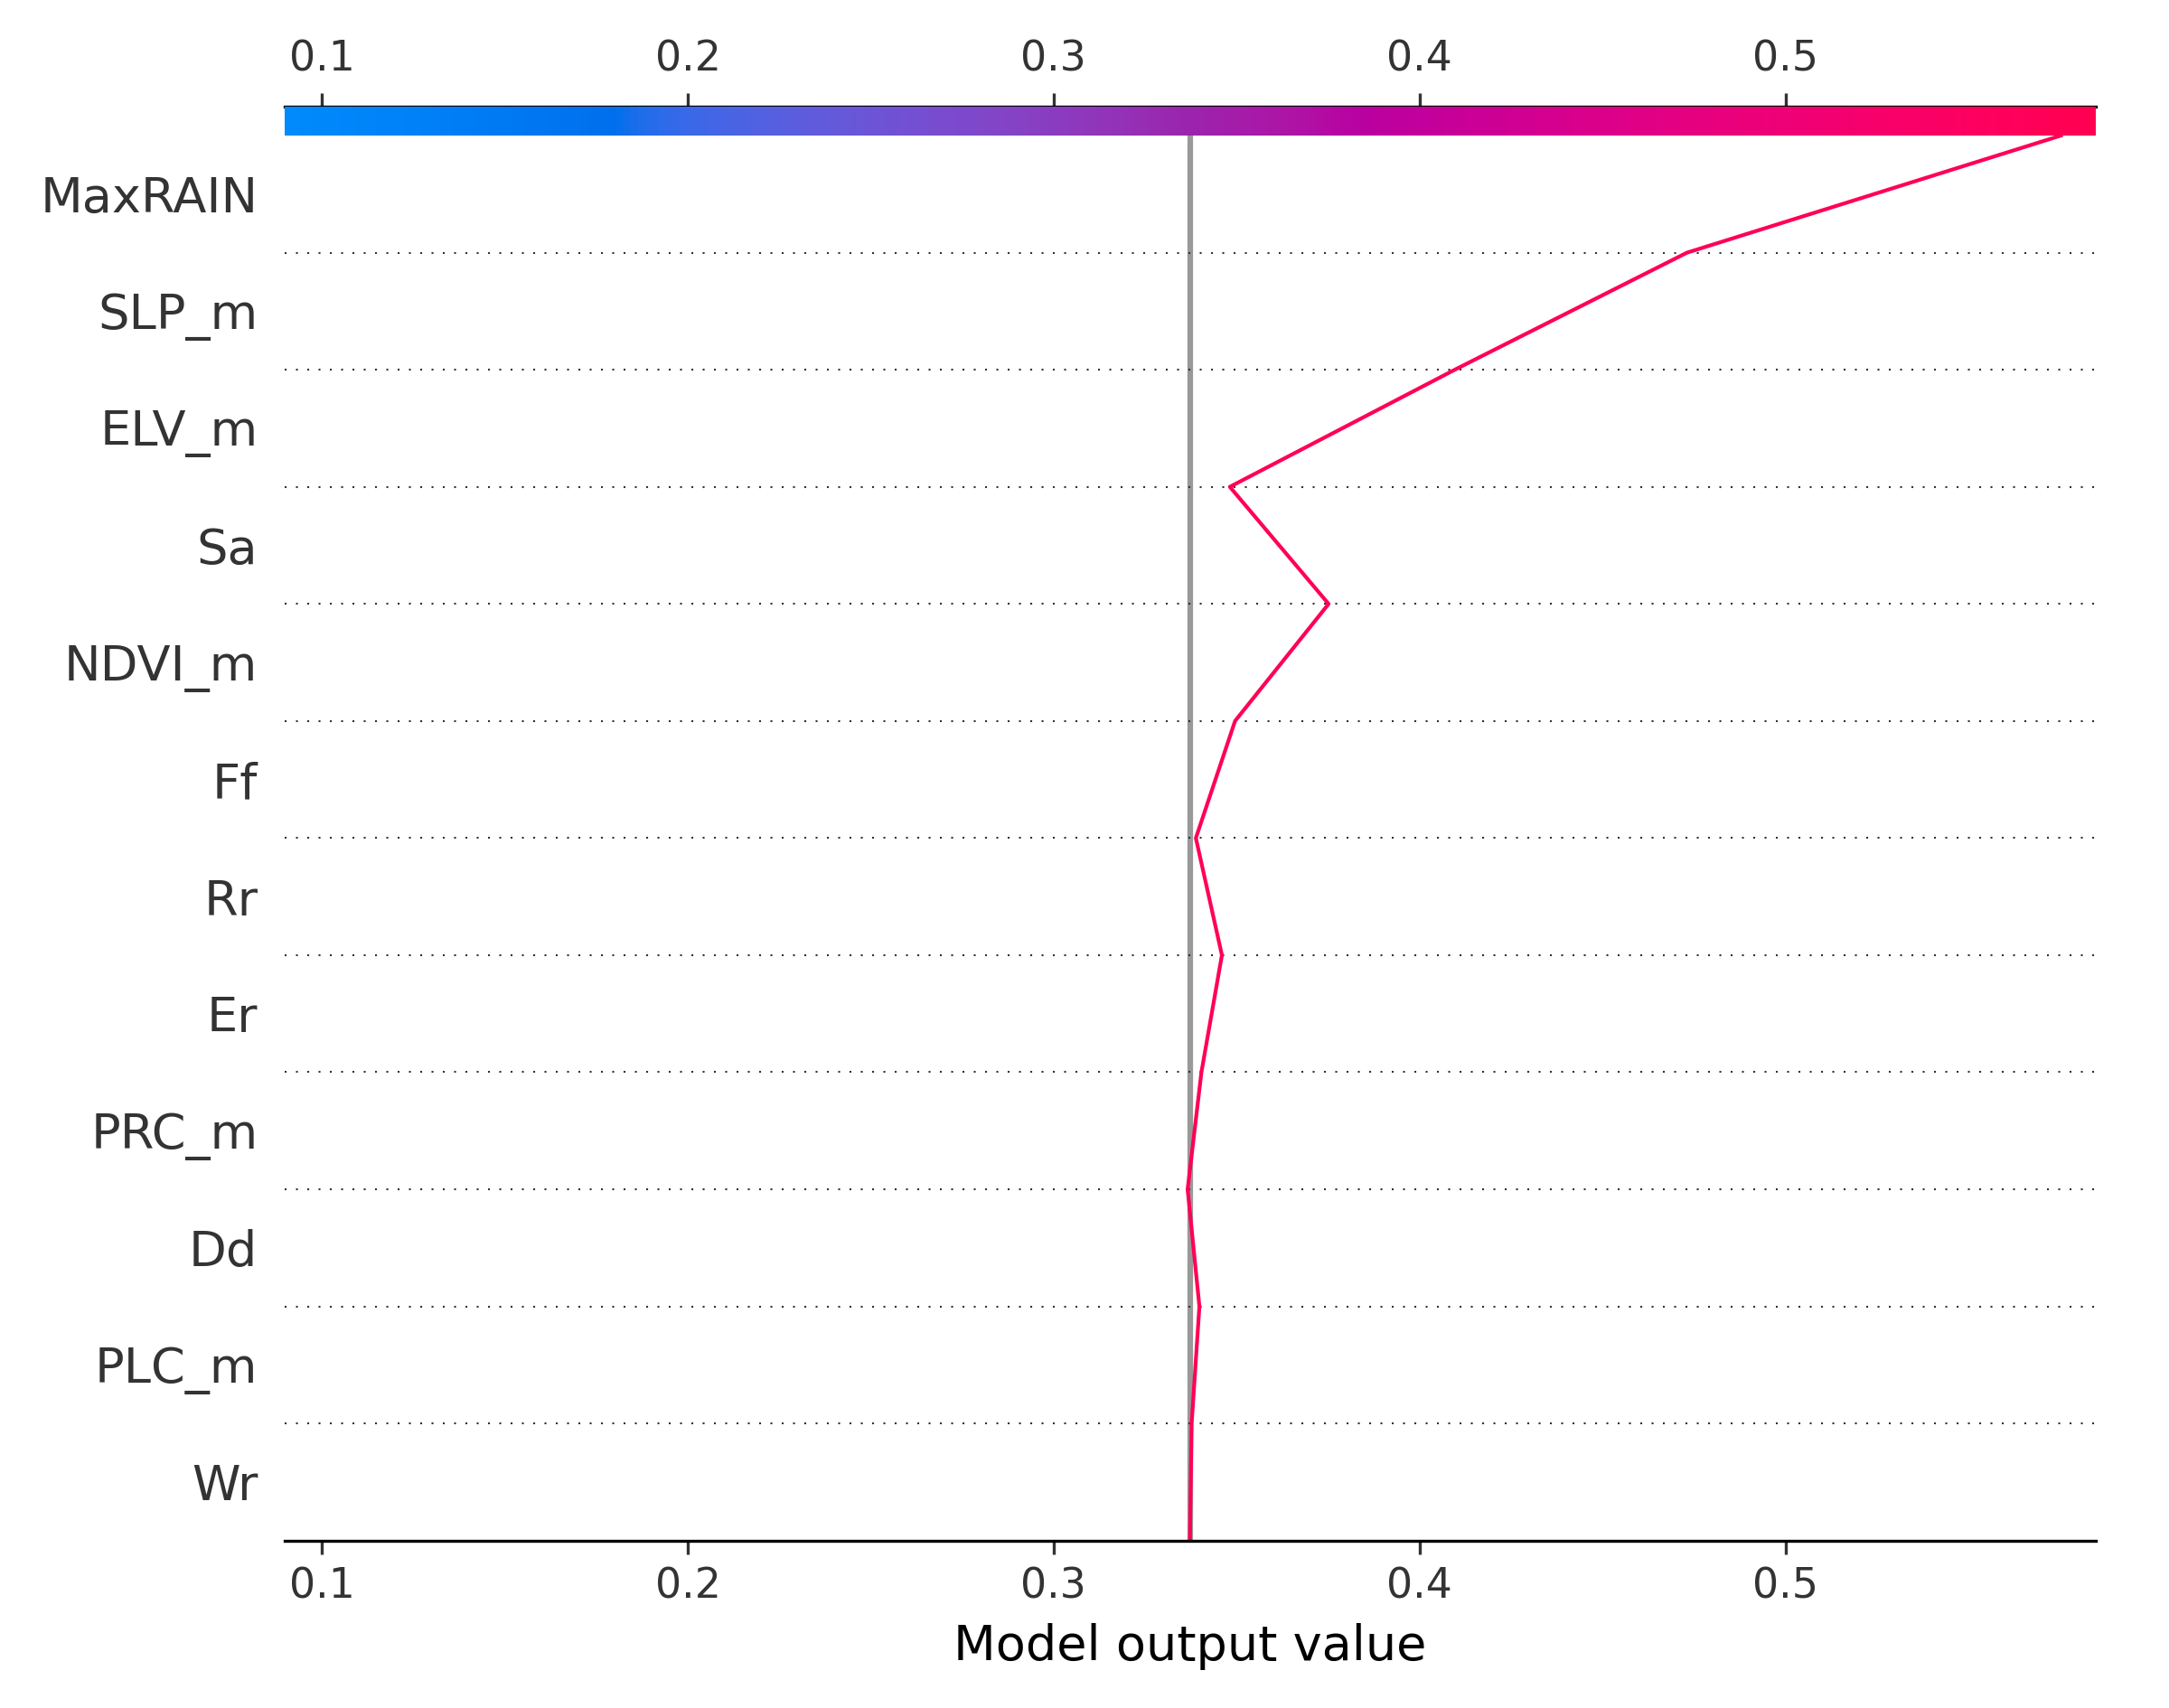 0.1 0.2 0.3 0.4 0.5
MaxRAIN
SLP_m
ELV_m
Sa
NDVI_m
Ff
Rr
Er
PRC_m
Dd
PLC_m
Wr
0.1 0.2 0.3 0.4 0.5
Model output value